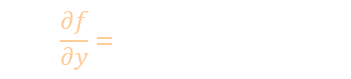 ∂f/∂y =